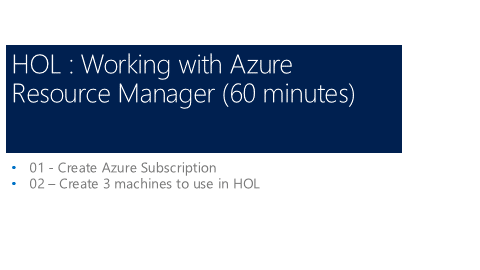 HOL : Working with Azure
Resource Manager (60 minutes)
• 01 - Create Azure Subscription
• 02 – Create 3 machines to use in HOL